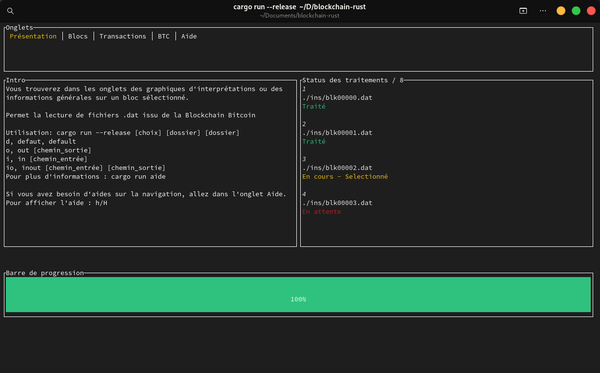 cargo run --release ~/D/blockchain-rust
~/Documents/blockchain-rust
Onglets
Présentation | Blocs | Transactions | BTC | Aide
Intro
Vous trouverez dans les onglets des graphiques d'interprétations ou des
informations générales sur un bloc sélectionné.
Permet la lecture de fichiers .dat issu de la Blockchain Bitcoin
Utilisation: cargo run --release [choix] [dossier] [dossier]
d, defaut, default
o, out [chemin_sortie]
i, in [chemin_entrée]
io, inout [chemin_entrée] [chemin_sortie]
Pour plus d'informations : cargo run aide
Si vous avez besoin d'aides sur la navigation, allez dans l'onglet Aide.
Pour afficher l'aide : h/H
Status des traitements / 8
1
./ins/blk00000.dat
Traité
2
./ins/blk00001.dat
Traité
3
./ins/blk00002.dat
En cours - Selectionné
4
./ins/blk00003.dat
En attente
Barre de progression
100%